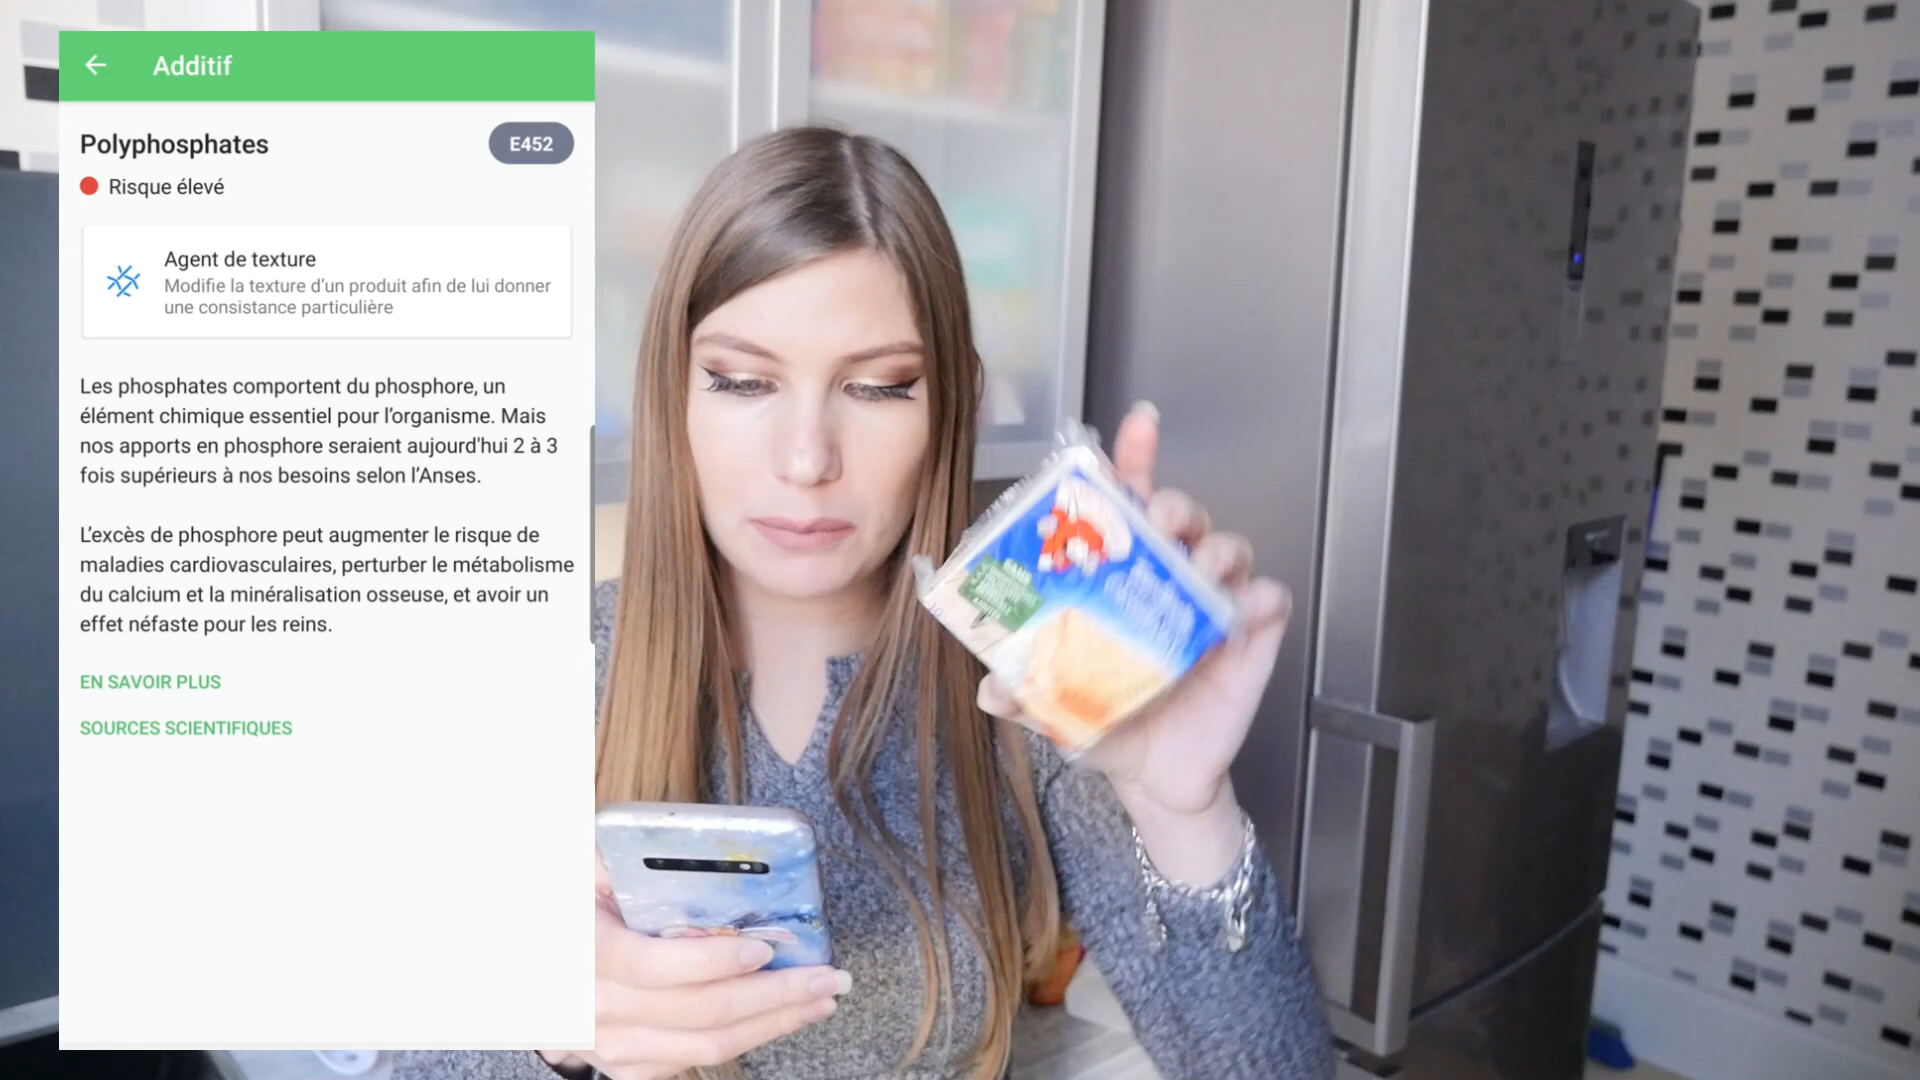 Additif
Polyphosphates
E452
Risque élevé
Agent de texture
Modifie la texture d'un produit afin de lui donner
une consistance particulière
Les phosphates comportent du phosphore, un
élément chimique essentiel pour l'organisme. Mais
nos apports en phosphore seraient aujourd'hui 2 à 3
fois supérieurs à nos besoins selon l'Anses.
L'excès de phosphore peut augmenter le risque de
maladies cardiovasculaires, perturber le métabolisme
du calcium et la minéralisation osseuse, et avoir un
effet néfaste pour les reins.
EN SAVOIR PLUS
SOURCES SCIENTIFIQUES
SANS